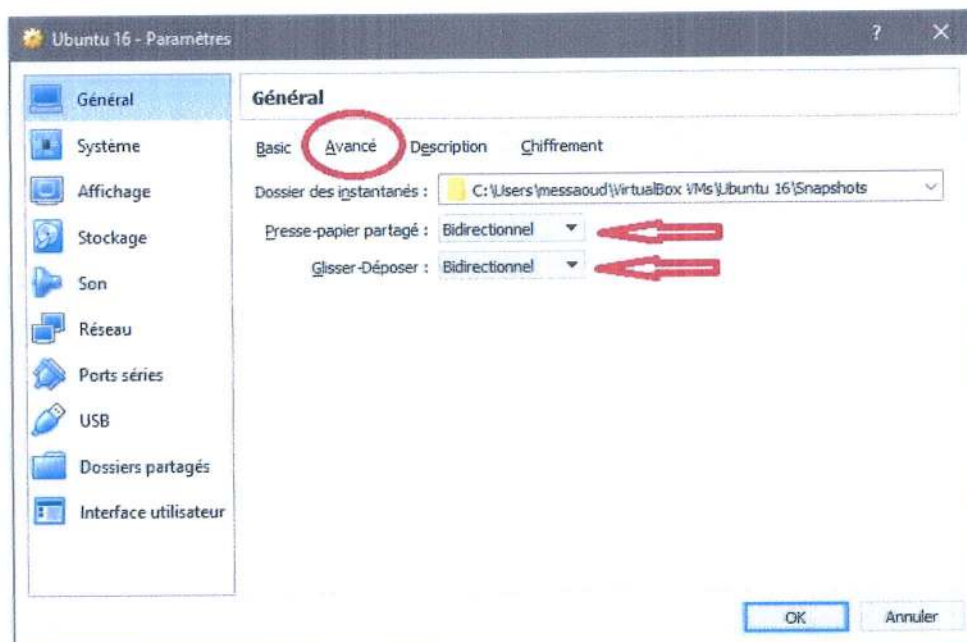 Ubuntu 16 - Paramètres ? ×
Général
Système
Affichage
Stockage
Son
Réseau
Ports séries
USB
Dossiers partagés
Interface utilisateur
Général
Basic Avancé Description Chiffrement
Dossier des instantanés : C:\Users\messaoud\VirtualBox VMs\Ubuntu 16\Snapshots
Presse-papier partagé : Bidirectionnel
Glisser-Déposer : Bidirectionnel
OK Annuler